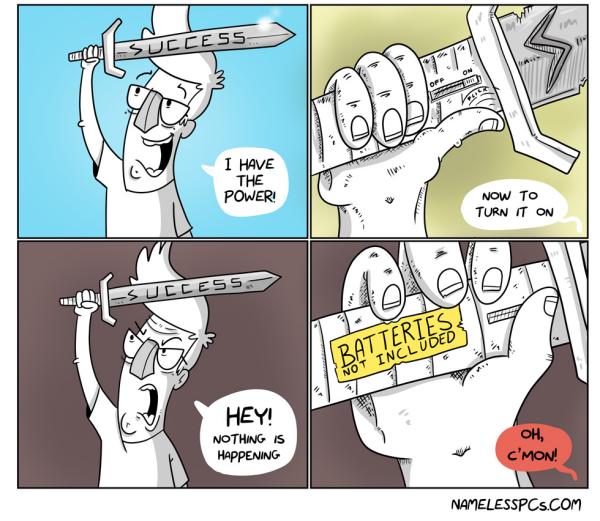 SUCCESS
I HAVE
THE
POWER!
OFF ON
CLICK
NOW TO
TURN IT ON
SUCCESS
HEY!
NOTHING IS
HAPPENING
BATTERIES
NOT INCLUDED
OH,
C'MON!
NAMELESSPCs.COM